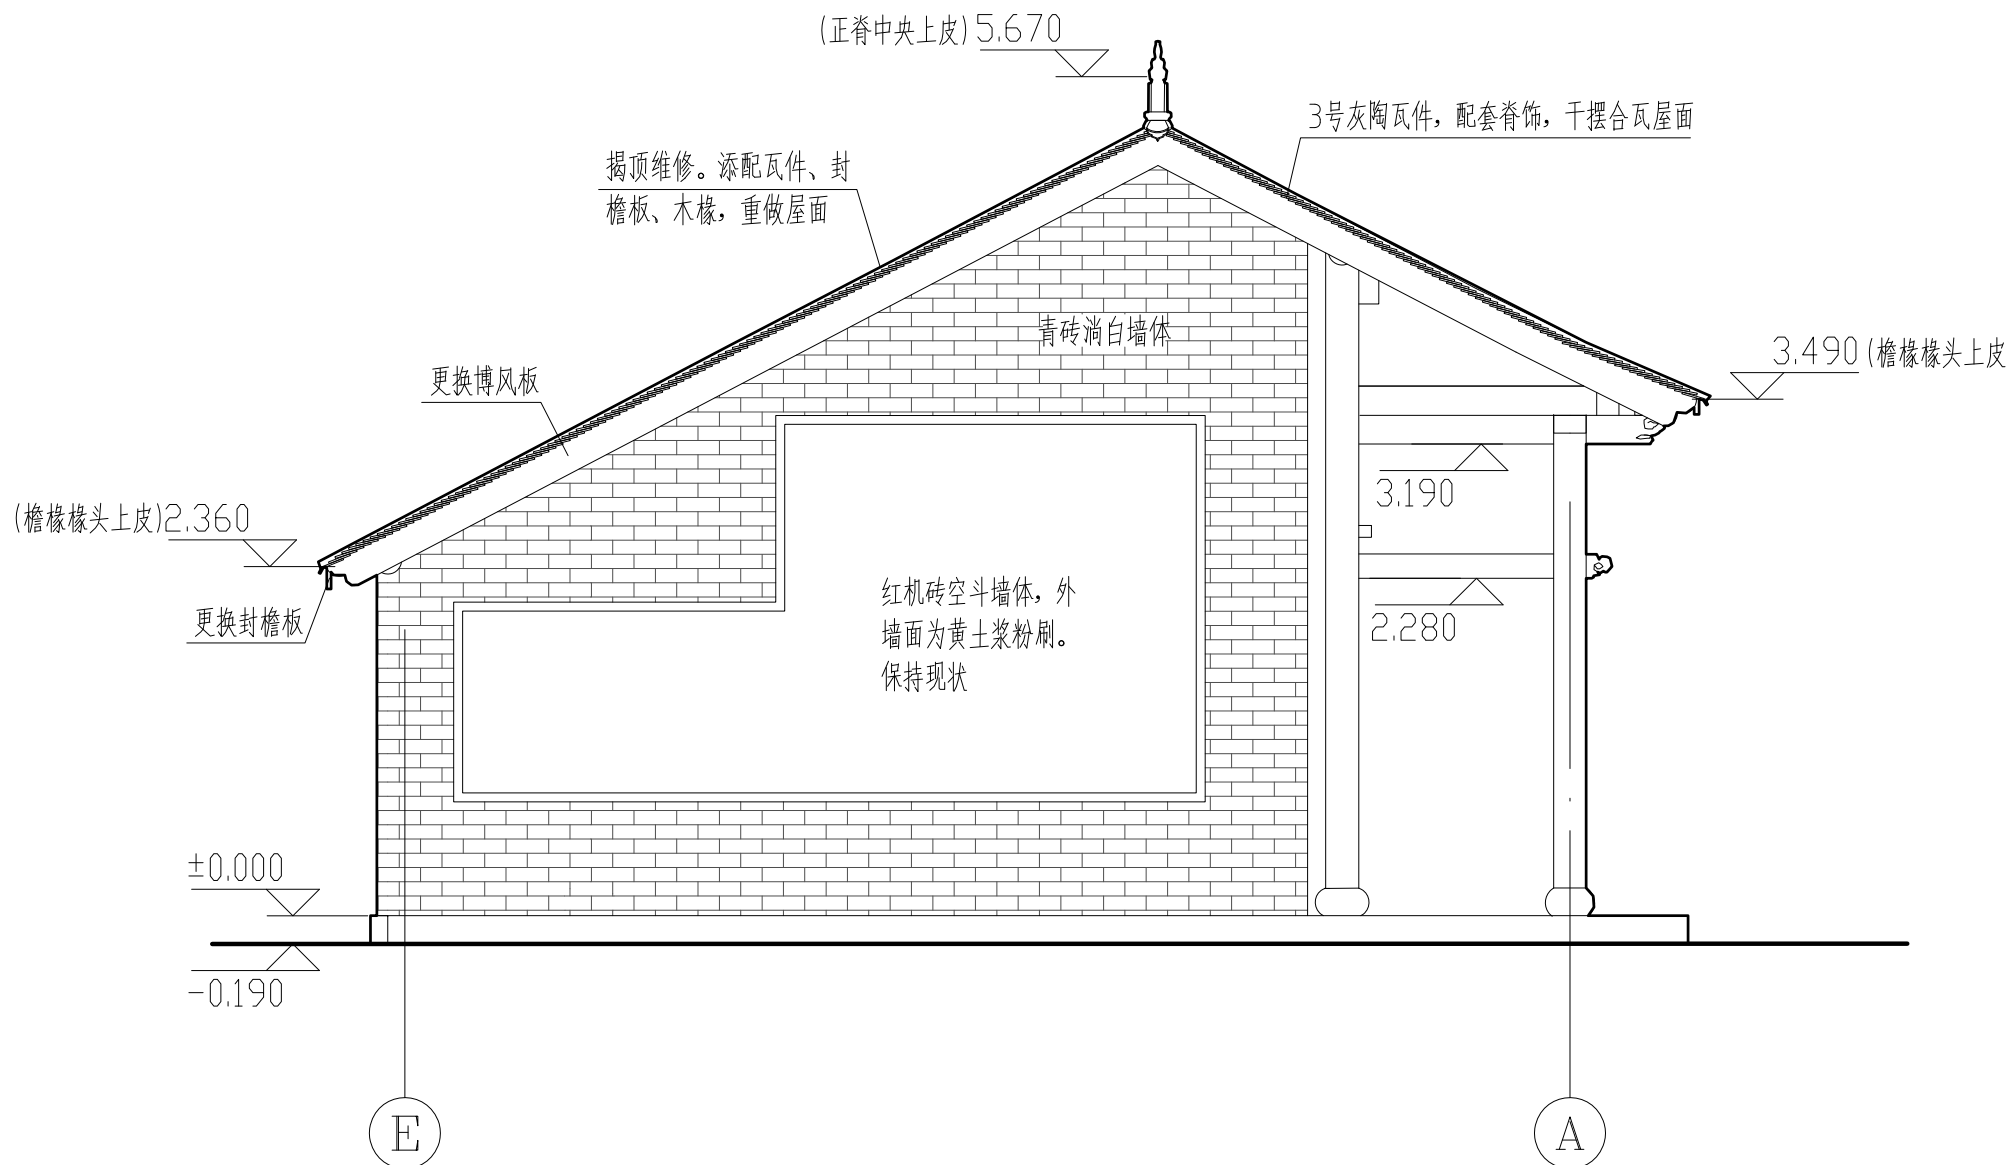 (正脊中央上皮)5.670
3号灰陶瓦件，配套脊饰，干摆合瓦屋面
揭顶维修。添配瓦件、封
檐板、木椽，重做屋面
青砖淌白墙体
3.490(檐椽椽头上皮
更换博风板
3.190
(檐椽椽头上皮)2.360
红机砖空斗墙体，外
墙面为黄土浆粉刷。
保持现状
更换封檐板
2.280
±0.000
-0.190
E
A